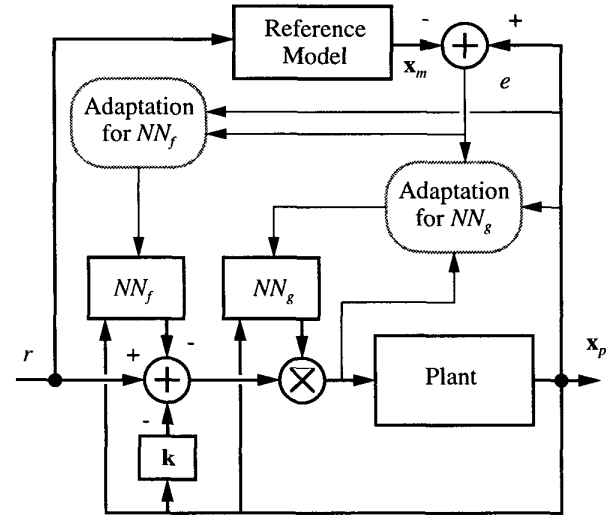 Reference
Model
-
+
x_m
e
Adaptation
for NN_f
Adaptation
for NN_g
NN_f
NN_g
r
+
-
x_p
Plant
-
k